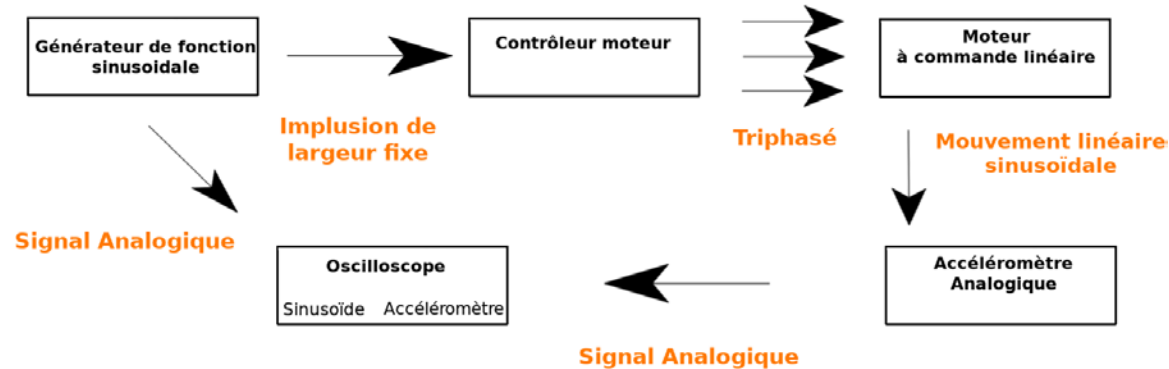 Générateur de fonction
sinusoidale
Contrôleur moteur
Moteur
à commande linéaire
Implusion de
largeur fixe
Triphasé
Mouvement linéaire
sinusoïdale
Signal Analogique
Oscilloscope
Sinusoïde Accéléromètre
Accéléromètre
Analogique
Signal Analogique